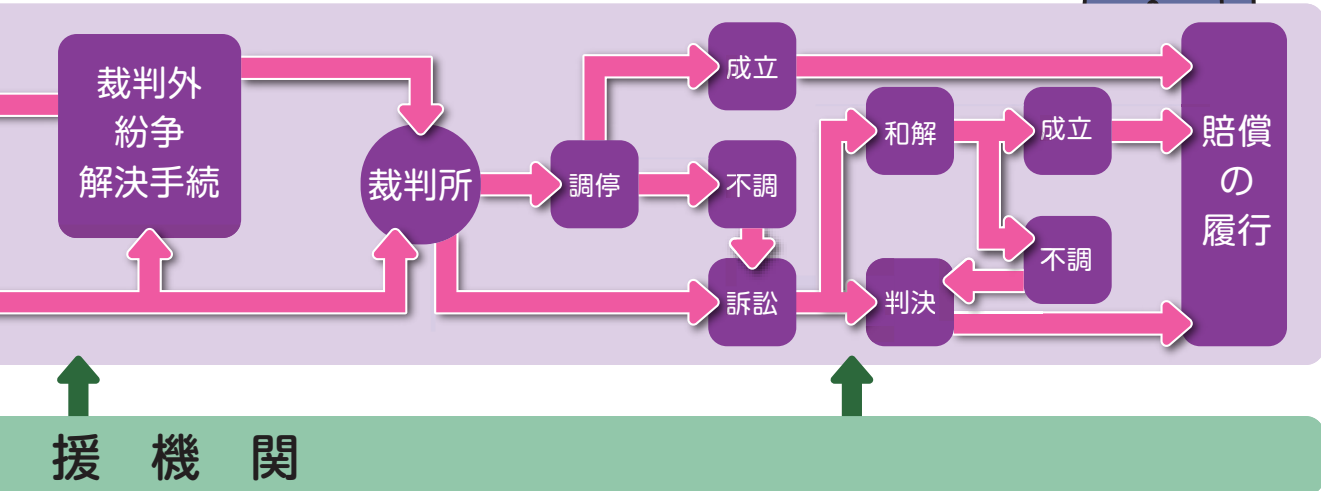 裁判外
紛争
解決手続
裁判所
調停
成立
不調
訴訟
和解
成立
不調
判決
賠償
の
履行
援機関